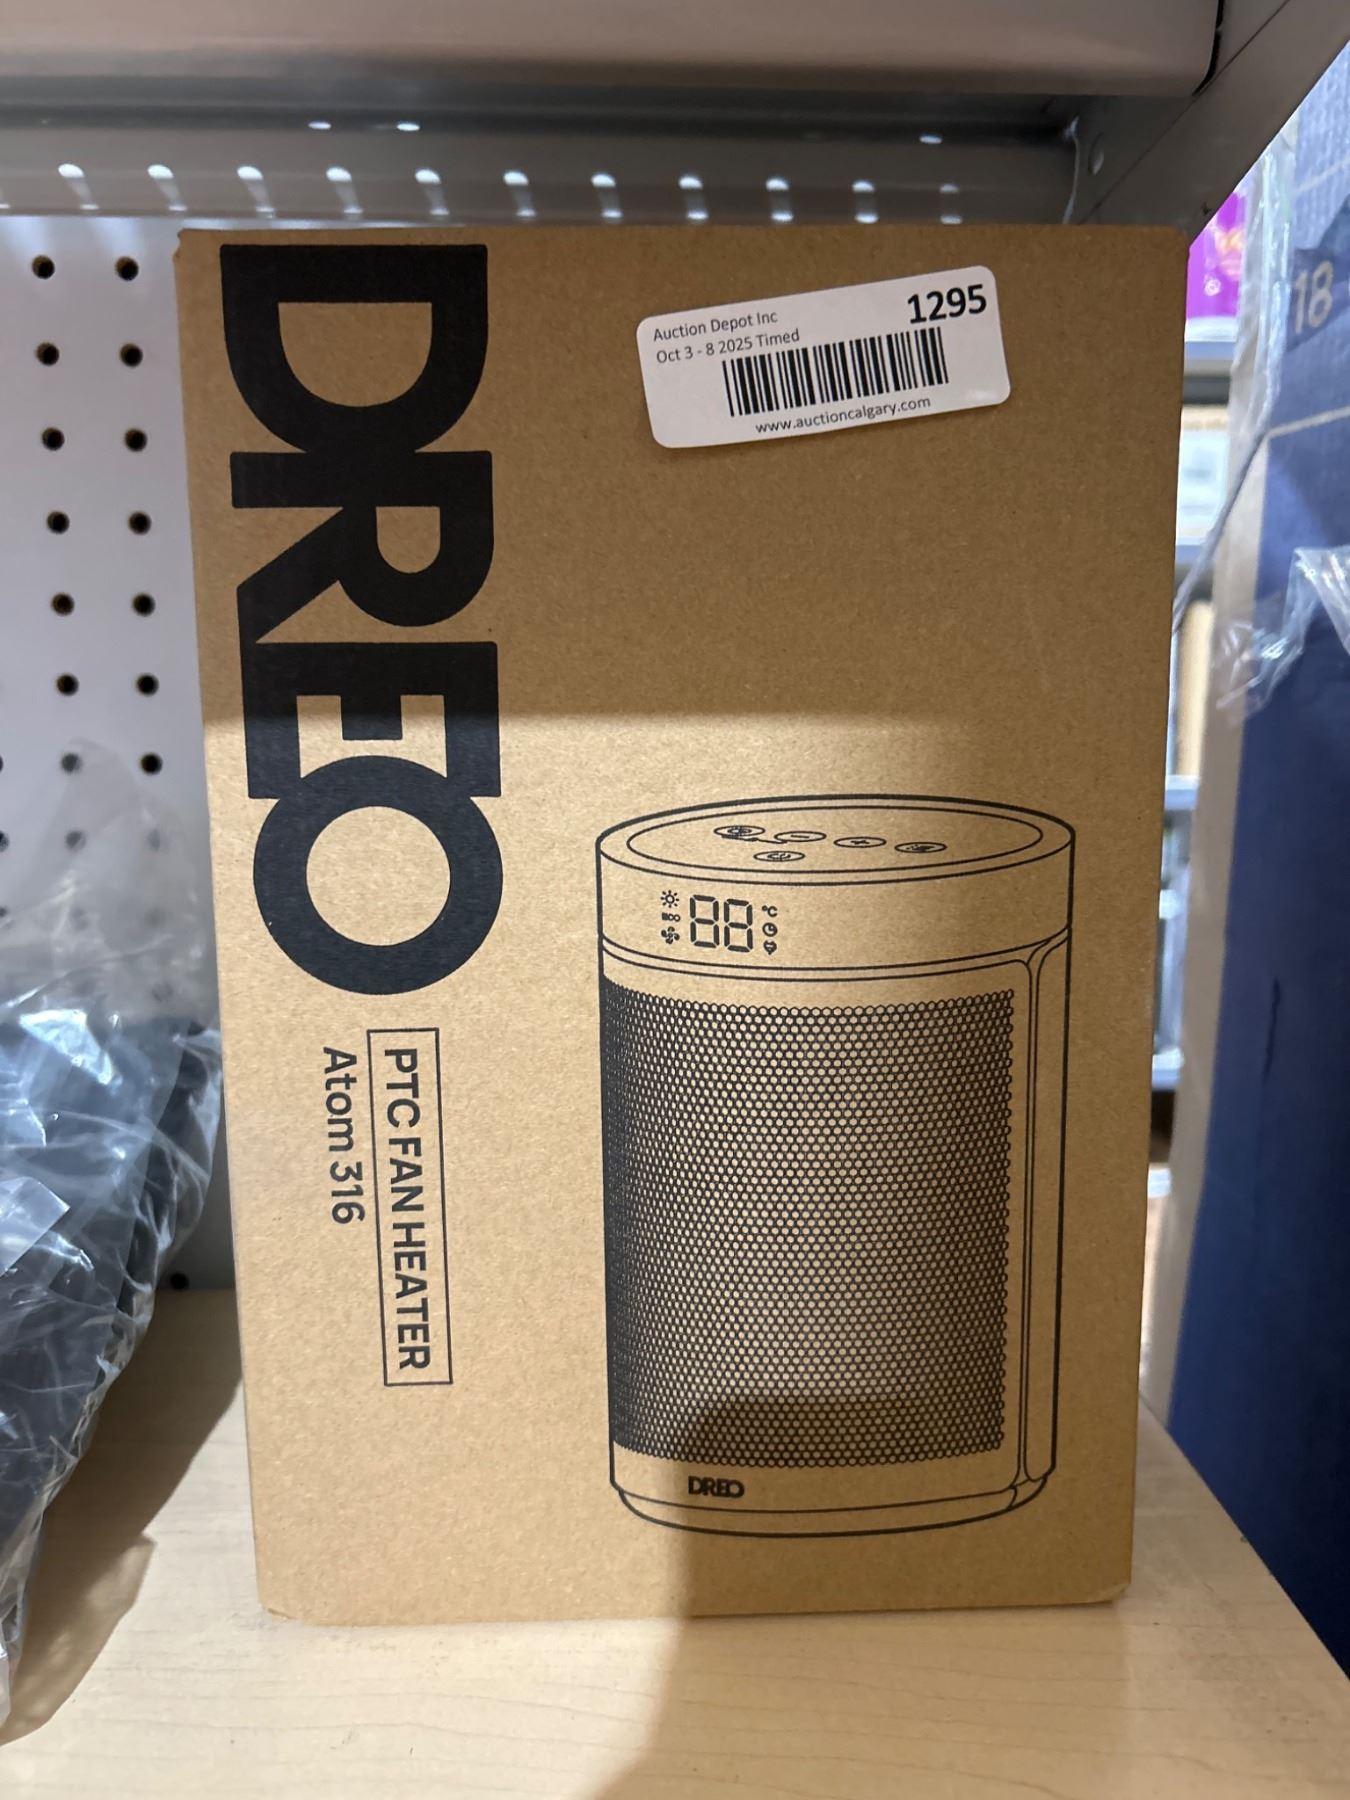 DREO
PTC FAN HEATER
Atom 316
Auction Depot Inc
Oct 3 - 8 2025 Timed
1295
www.auctioncalgary.com
88
°C
DREO
18